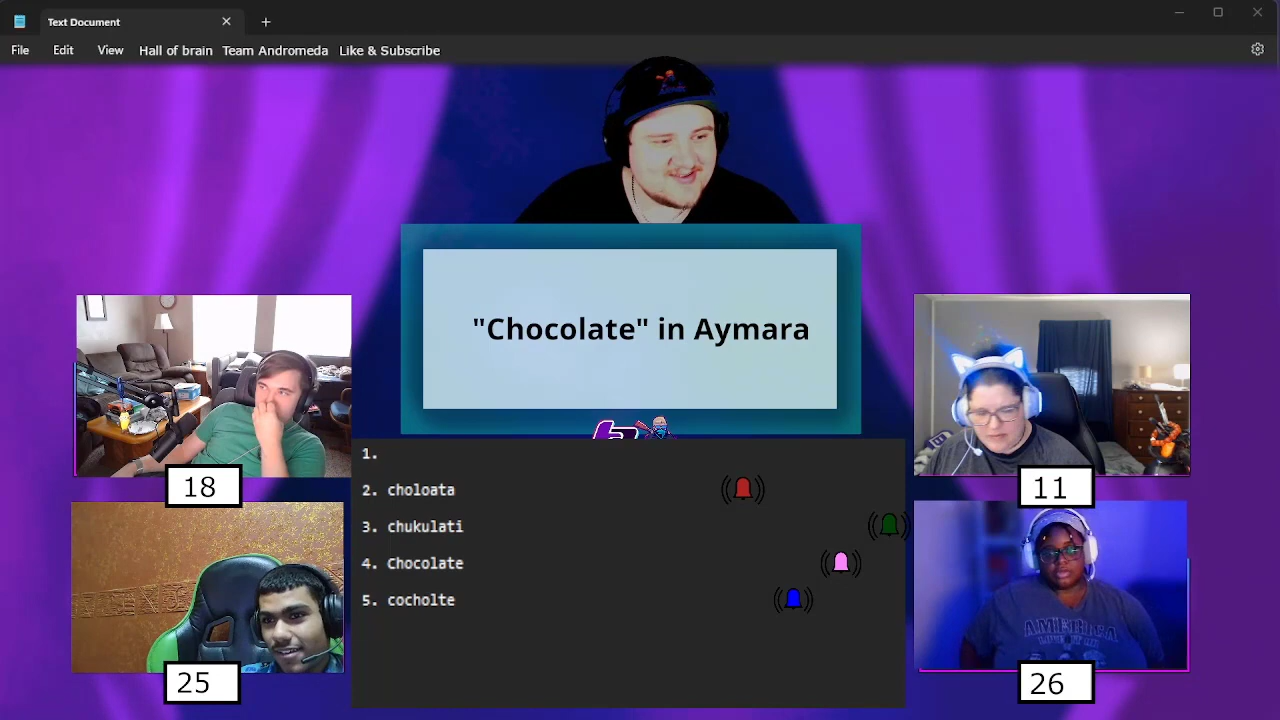 Text Document
File Edit View Hall of brain Team Andromeda Like & Subscribe
"Chocolate" in Aymara
1.
2. choloata
3. chukulati
4. Chocolate
5. cocholte
18
11
25
26
AMERICA